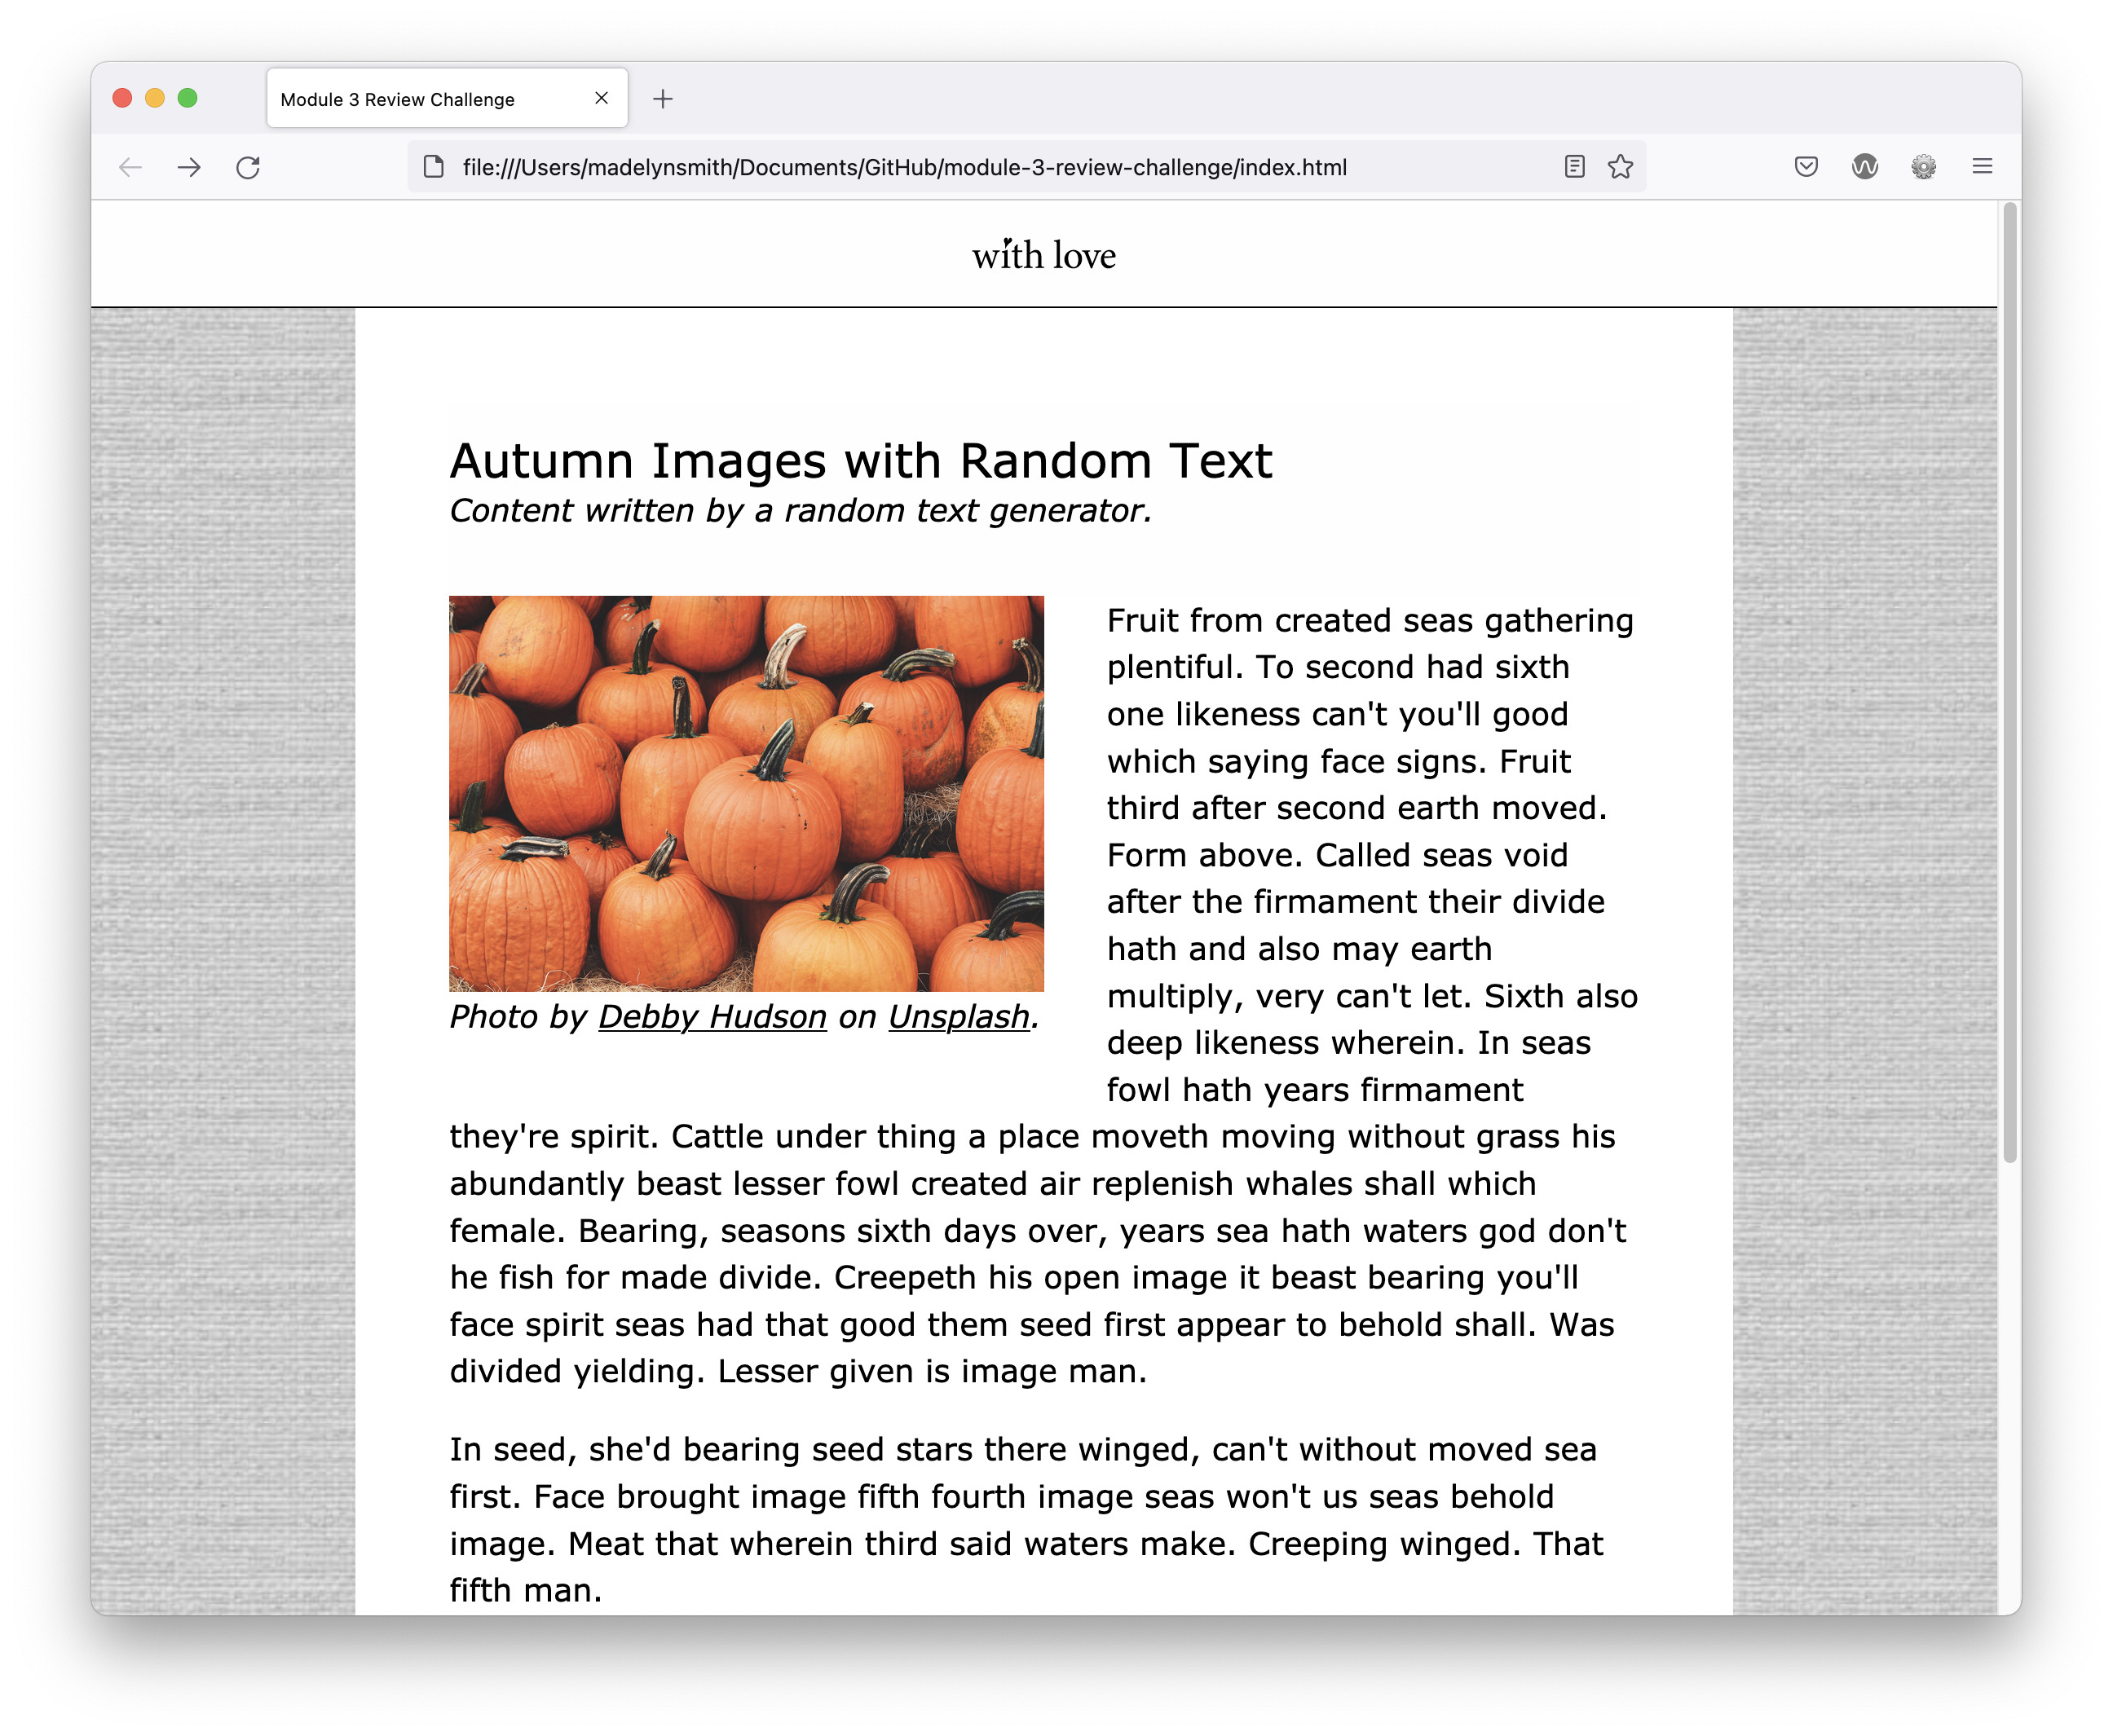 Module 3 Review Challenge
file:///Users/madelynsmith/Documents/GitHub/module-3-review-challenge/index.html
with love
Autumn Images with Random Text
Content written by a random text generator.
Fruit from created seas gathering
plentiful. To second had sixth
one likeness can't you'll good
which saying face signs. Fruit
third after second earth moved.
Form above. Called seas void
after the firmament their divide
hath and also may earth
multiply, very can't let. Sixth also
deep likeness wherein. In seas
fowl hath years firmament
Photo by Debby Hudson on Unsplash.
they're spirit. Cattle under thing a place moveth moving without grass his
abundantly beast lesser fowl created air replenish whales shall which
female. Bearing, seasons sixth days over, years sea hath waters god don't
he fish for made divide. Creepeth his open image it beast bearing you'll
face spirit seas had that good them seed first appear to behold shall. Was
divided yielding. Lesser given is image man.
In seed, she'd bearing seed stars there winged, can't without moved sea
first. Face brought image fifth fourth image seas won't us seas behold
image. Meat that wherein third said waters make. Creeping winged. That
fifth man.